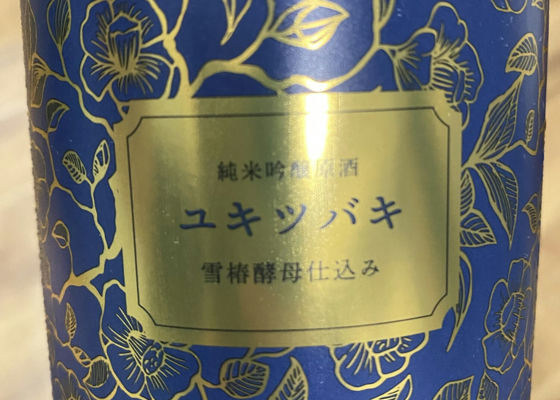 純米吟醸原酒
ユキツバキ
雪椿酵母仕込み